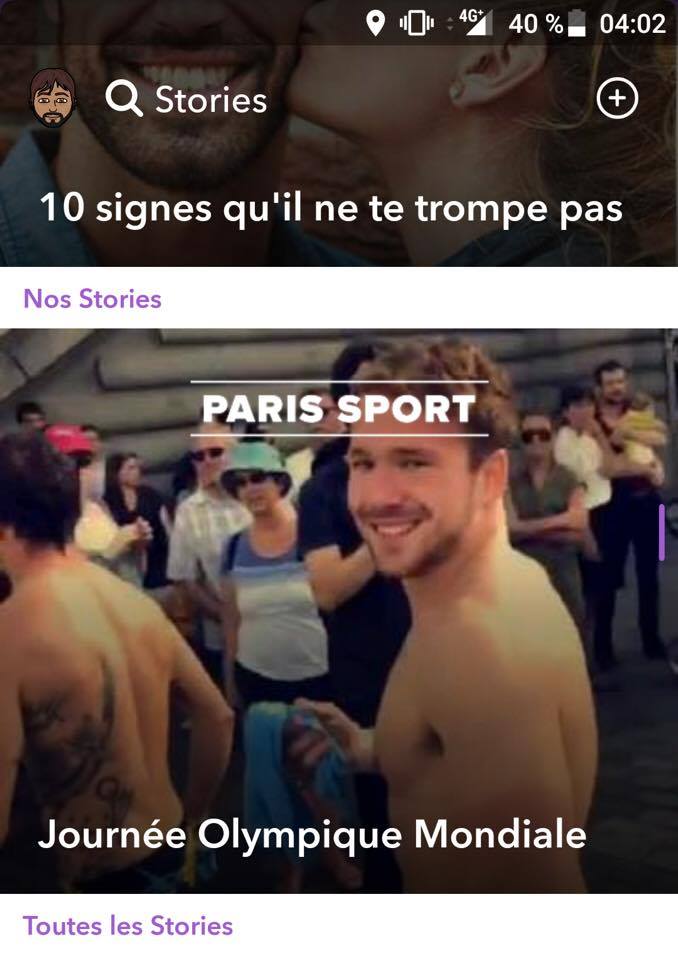 4G+ 40 % 04:02
Stories
10 signes qu'il ne te trompe pas
Nos Stories
PARIS SPORT
Journée Olympique Mondiale
Toutes les Stories